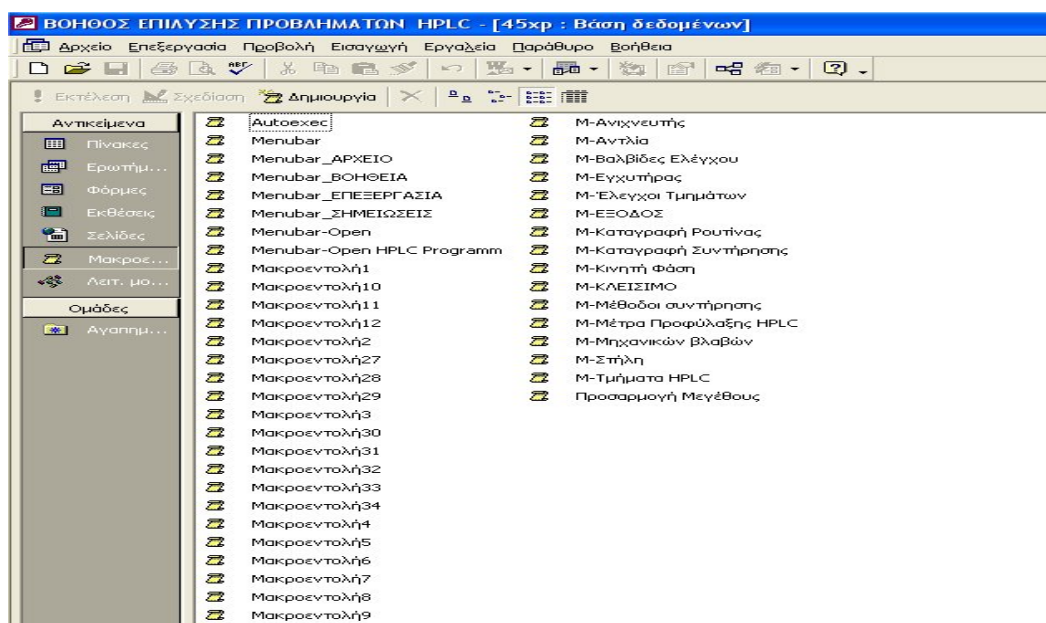 ΒΟΗΘΟΣ ΕΠΙΛΥΣΗΣ ΠΡΟΒΛΗΜΑΤΩΝ HPLC - [45xp : Βάση δεδομένων]
Αρχείο Επεξεργασία Προβολή Εισαγωγή Εργαλεία Παράθυρο Βοήθεια
Εκτέλεση Σχεδίαση Δημιουργία
Αντικείμενα
Πίνακες
Ερωτήμ...
Φόρμες
Εκθέσεις
Σελίδες
Μακροε...
Λειτ. μο...
Ομάδες
Αγαπημ...
Autoexec
Menubar
Menubar_ΑΡΧΕΙΟ
Menubar_ΒΟΗΘΕΙΑ
Menubar_ΕΠΕΞΕΡΓΑΣΙΑ
Menubar_ΣΗΜΕΙΩΣΕΙΣ
Menubar-Open
Menubar-Open HPLC Programm
Μακροεντολή1
Μακροεντολή10
Μακροεντολή11
Μακροεντολή12
Μακροεντολή2
Μακροεντολή27
Μακροεντολή28
Μακροεντολή29
Μακροεντολή3
Μακροεντολή30
Μακροεντολή31
Μακροεντολή32
Μακροεντολή33
Μακροεντολή34
Μακροεντολή4
Μακροεντολή5
Μακροεντολή6
Μακροεντολή7
Μακροεντολή8
Μακροεντολή9
Μ-Ανιχνευτής
Μ-Αντλία
Μ-Βαλβίδες Ελέγχου
Μ-Εγχυτήρας
Μ-Έλεγχοι Τμημάτων
Μ-ΕΞΟΔΟΣ
Μ-Καταγραφή Ρουτίνας
Μ-Καταγραφή Συντήρησης
Μ-Κινητή Φάση
Μ-ΚΛΕΙΣΙΜΟ
Μ-Μέθοδοι συντήρησης
Μ-Μέτρα Προφύλαξης HPLC
Μ-Μηχανικών Βλαβών
Μ-Στήλη
Μ-Τμήματα HPLC
Προσαρμογή Μεγέθους